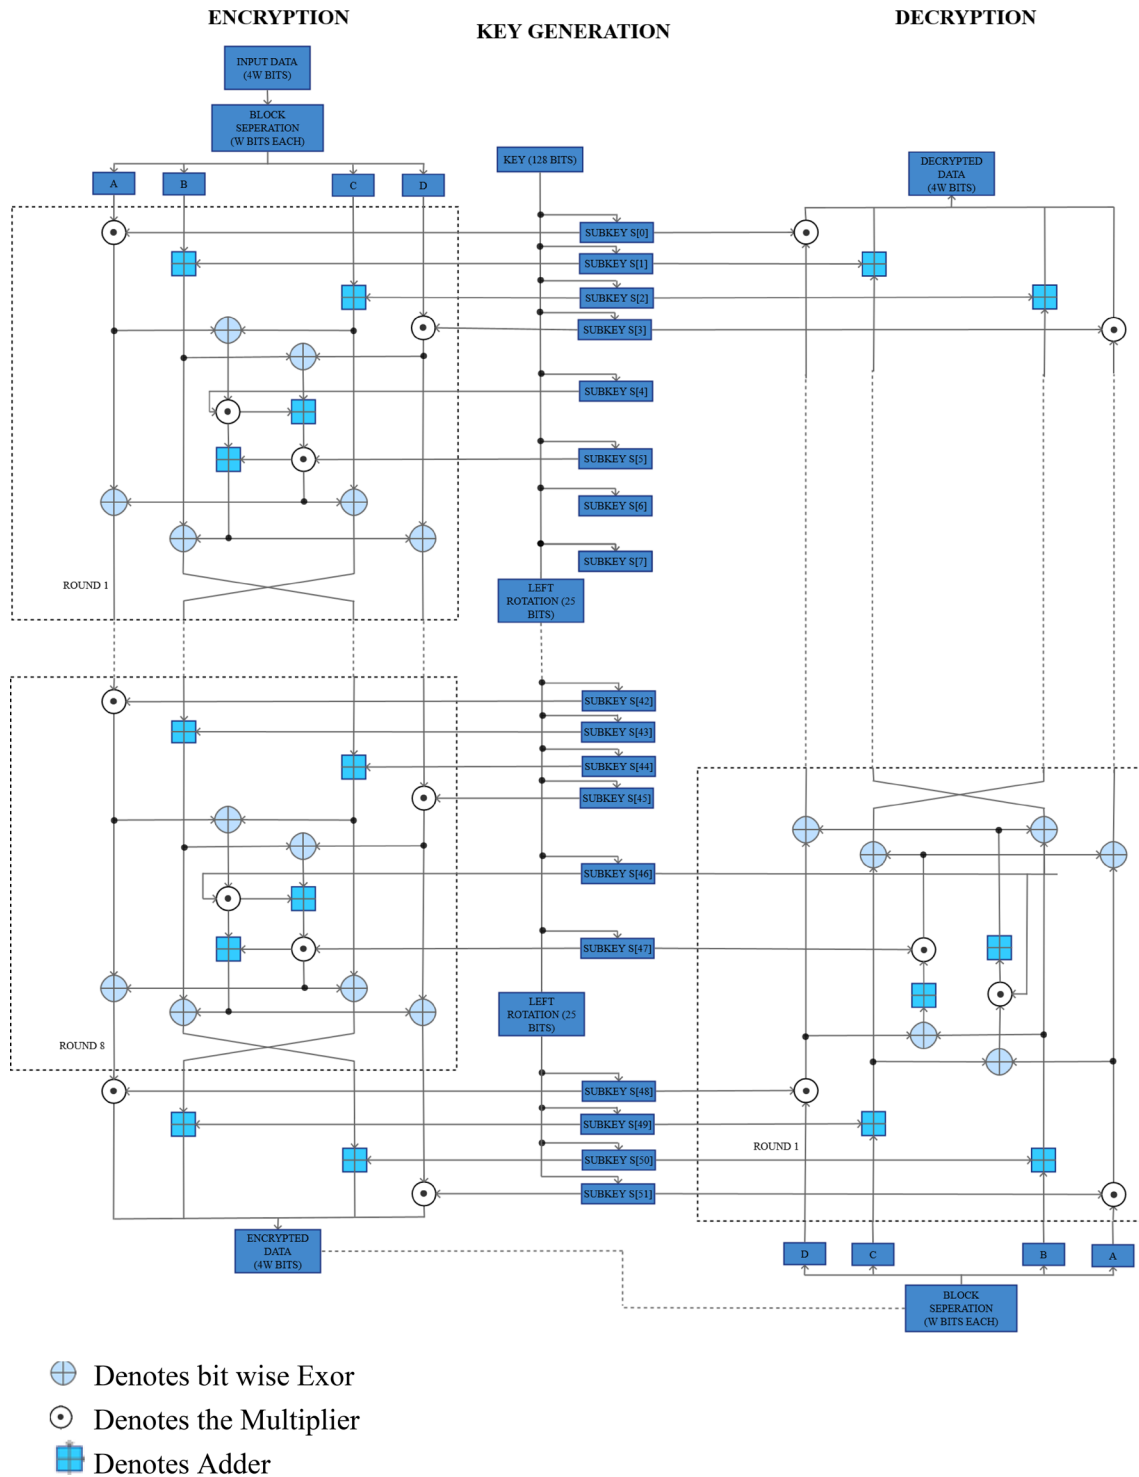 ENCRYPTION
KEY GENERATION
DECRYPTION
INPUT DATA
(4W BITS)
BLOCK
SEPERATION
(W BITS EACH)
A
B
C
D
KEY (128 BITS)
DECRYPTED
DATA
(4W BITS)
SUBKEY S[0]
SUBKEY S[1]
SUBKEY S[2]
SUBKEY S[3]
SUBKEY S[4]
SUBKEY S[5]
SUBKEY S[6]
SUBKEY S[7]
ROUND 1
LEFT
ROTATION (25
BITS)
SUBKEY S[42]
SUBKEY S[43]
SUBKEY S[44]
SUBKEY S[45]
SUBKEY S[46]
SUBKEY S[47]
LEFT
ROTATION (25
BITS)
ROUND 8
SUBKEY S[48]
SUBKEY S[49]
SUBKEY S[50]
SUBKEY S[51]
ROUND 1
ENCRYPTED
DATA
(4W BITS)
D
C
B
A
BLOCK
SEPERATION
(W BITS EACH)
Denotes bit wise Exor
Denotes the Multiplier
Denotes Adder